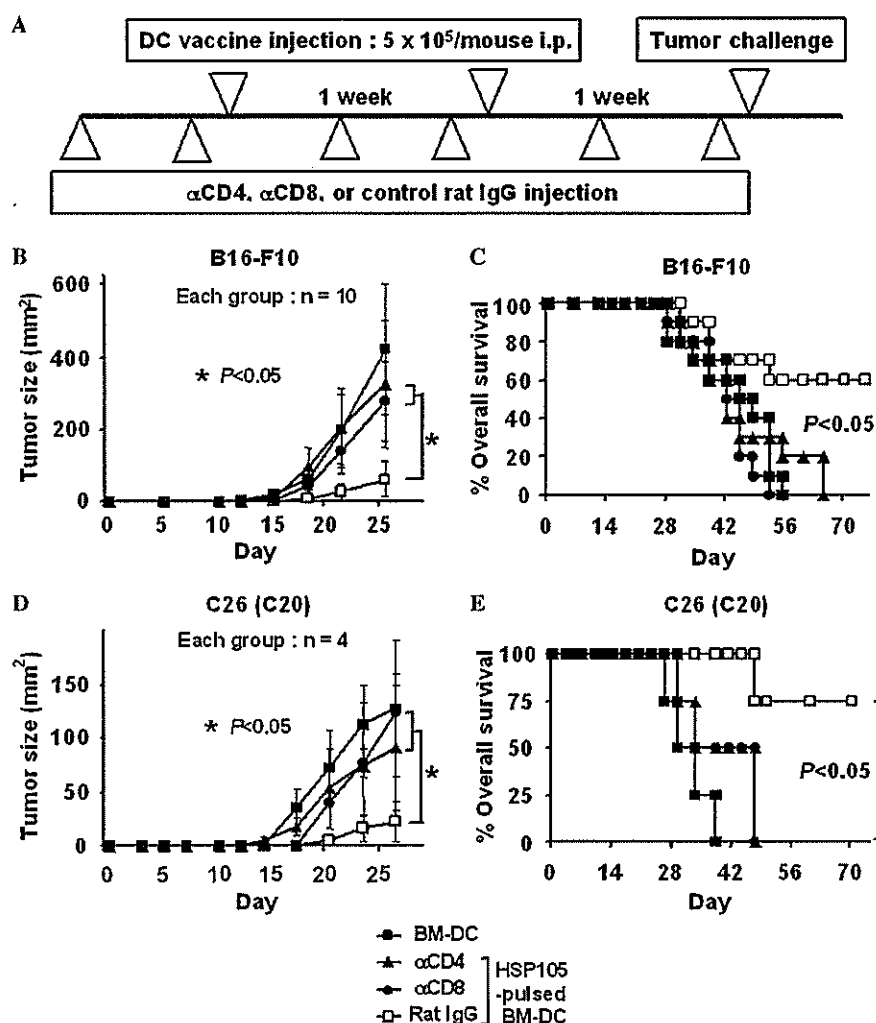 A
DC vaccine injection : 5 x 10⁵/mouse i.p.
Tumor challenge
1 week
1 week
αCD4, αCD8, or control rat IgG injection
B
B16-F10
Each group : n = 10
* P<0.05
*
Tumor size (mm²)
600
400
200
0
0 5 10 15 20 25
Day
C
B16-F10
% Overall survival
100
80
60
40
20
0
P<0.05
0 14 28 42 56 70
Day
D
C26 (C20)
Each group : n = 4
* P<0.05
*
Tumor size (mm²)
150
100
50
0
0 5 10 15 20 25
Day
E
C26 (C20)
% Overall survival
100
75
50
25
0
P<0.05
0 14 28 42 56 70
Day
BM-DC
αCD4
αCD8
Rat IgG
HSP105
-pulsed
BM-DC